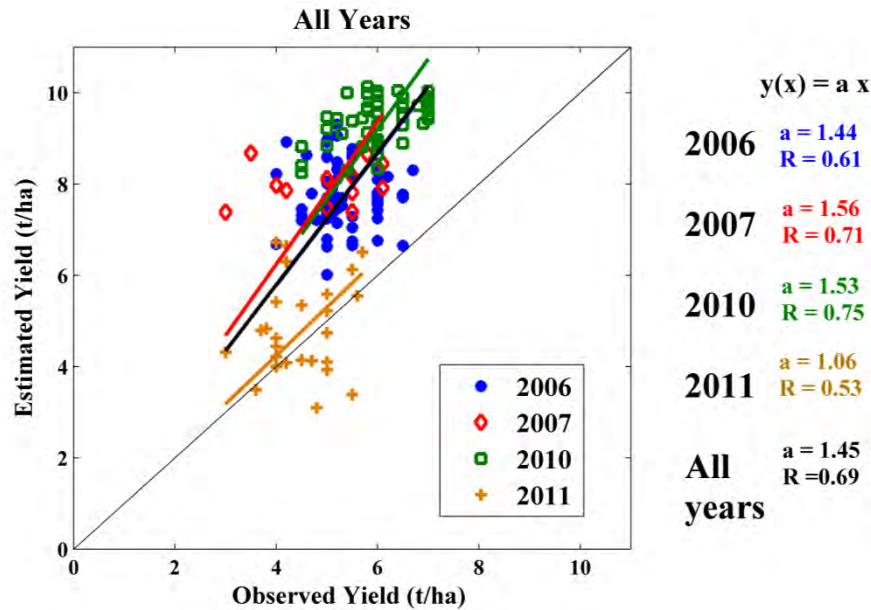 All Years
10
8
6
4
2
0
0
2
4
6
8
10
Estimated Yield (t/ha)
Observed Yield (t/ha)
2006
2007
2010
2011
y(x) = a x
2006
a = 1.44
R = 0.61
2007
a = 1.56
R = 0.71
2010
a = 1.53
R = 0.75
2011
a = 1.06
R = 0.53
All
years
a = 1.45
R =0.69